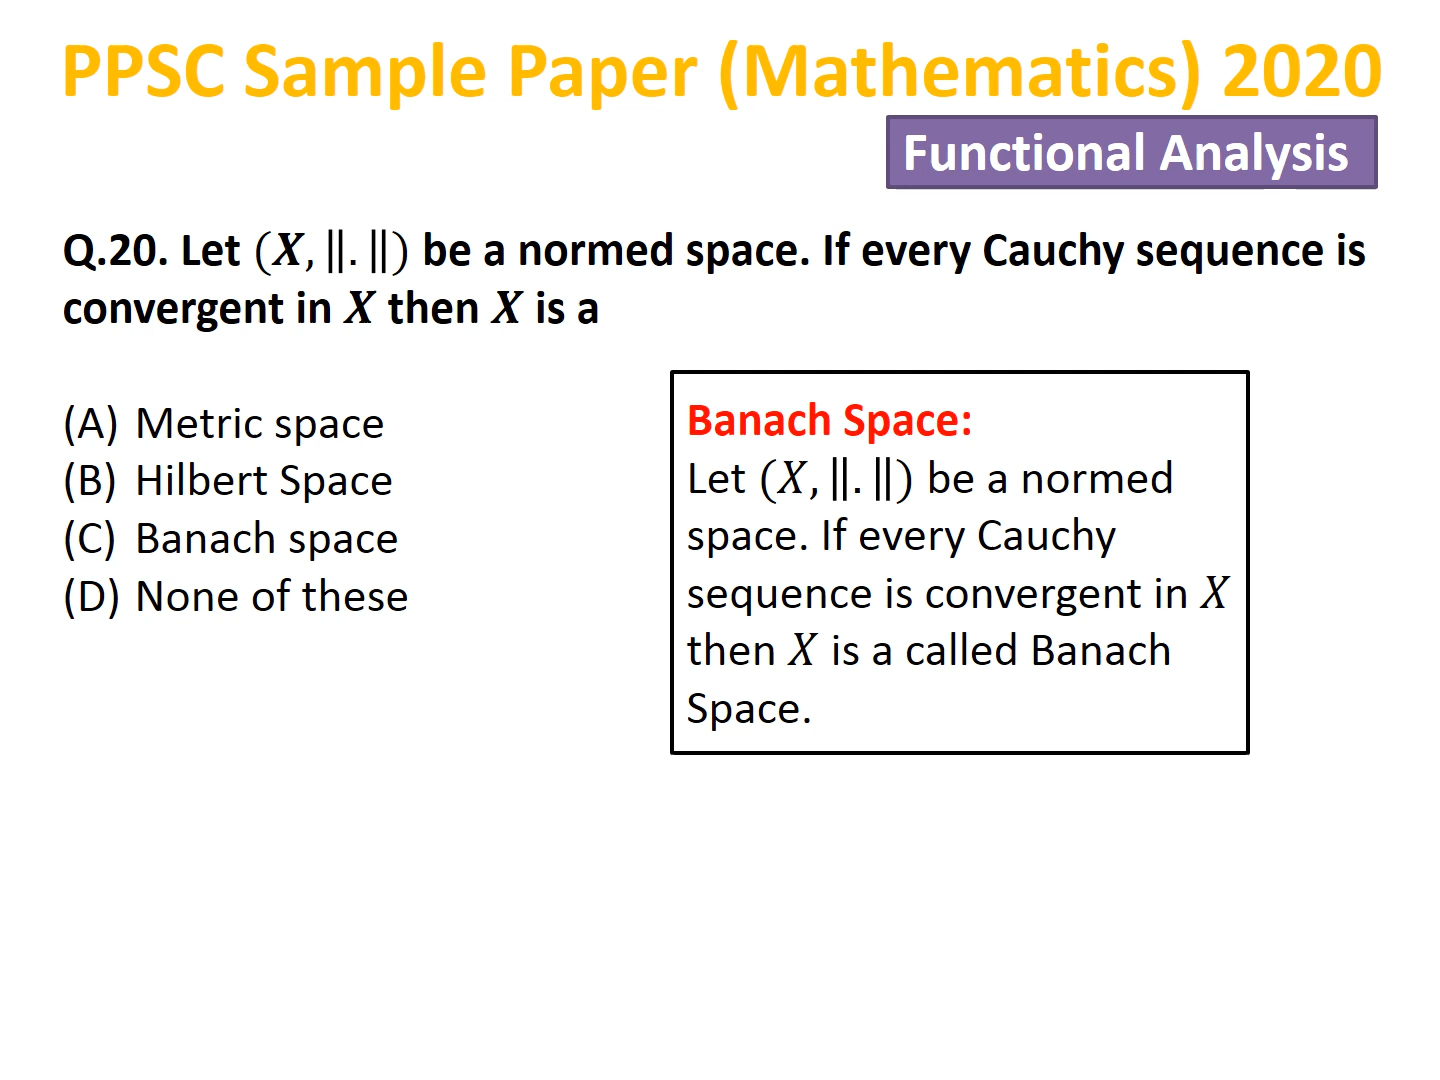 PPSC Sample Paper (Mathematics) 2020
Functional Analysis
Q.20. Let (X, ‖. ‖) be a normed space. If every Cauchy sequence is
convergent in X then X is a
(A) Metric space
(B) Hilbert Space
(C) Banach space
(D) None of these
Banach Space:
Let (X, ‖. ‖) be a normed
space. If every Cauchy
sequence is convergent in X
then X is a called Banach
Space.